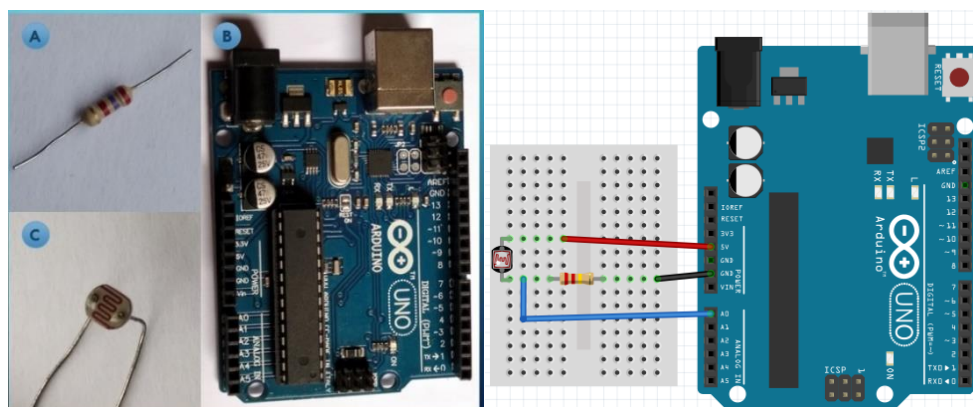 A
B
C
AREF
GND
13
12
~11
~10
~9
8
7
~6
~5
4
~3
2
TX→1
RX←0
DIGITAL (PWM~)
IOREF
RESET
3.3V
5V
GND
GND
Vin
POWER
A0
A1
A2
A3
A4
A5
ANALOG IN
TX
RX
L
ON
ARDUINO
UNO
RESET
ICSP2
AREF
GND
13
12
~11
~10
~9
8
7
~6
~5
4
~3
2
TXD▶1
RXD◀0
DIGITAL (PWM=~)
IOREF
RESET
3V3
5V
GND
GND
VIN
POWER
A0
A1
A2
A3
A4
A5
ANALOG IN
TX
RX
L
Arduino™
UNO
ON
ICSP
1